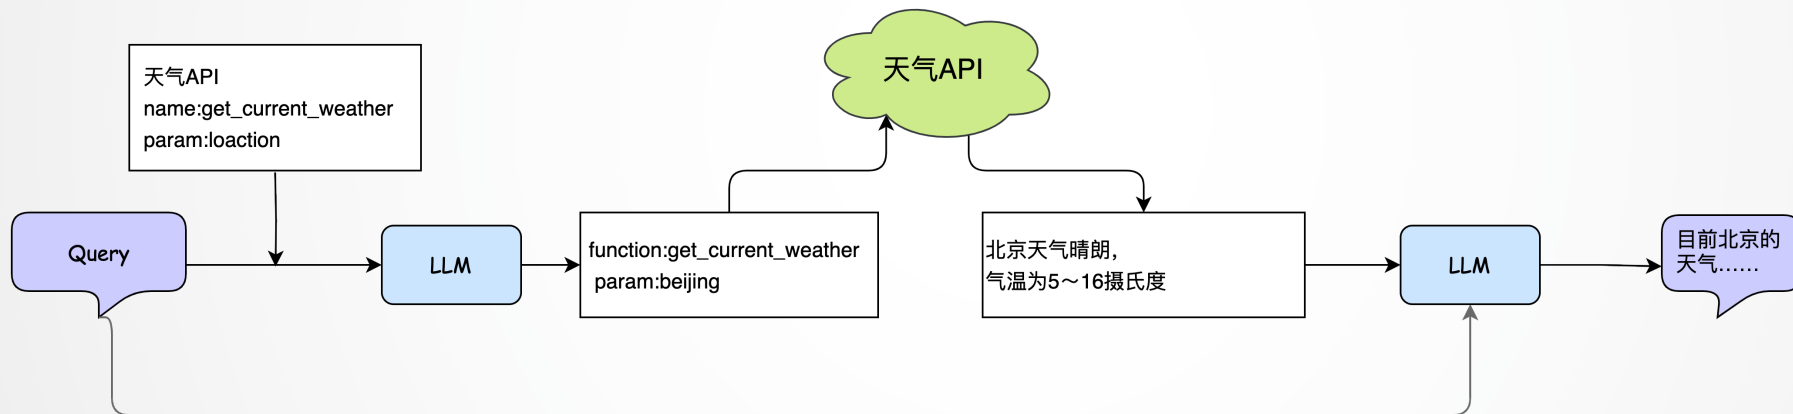 天气API
name:get_current_weather
param:loaction
Query
LLM
function:get_current_weather
param:beijing
天气API
北京天气晴朗，
气温为5～16摄氏度
LLM
目前北京的
天气……